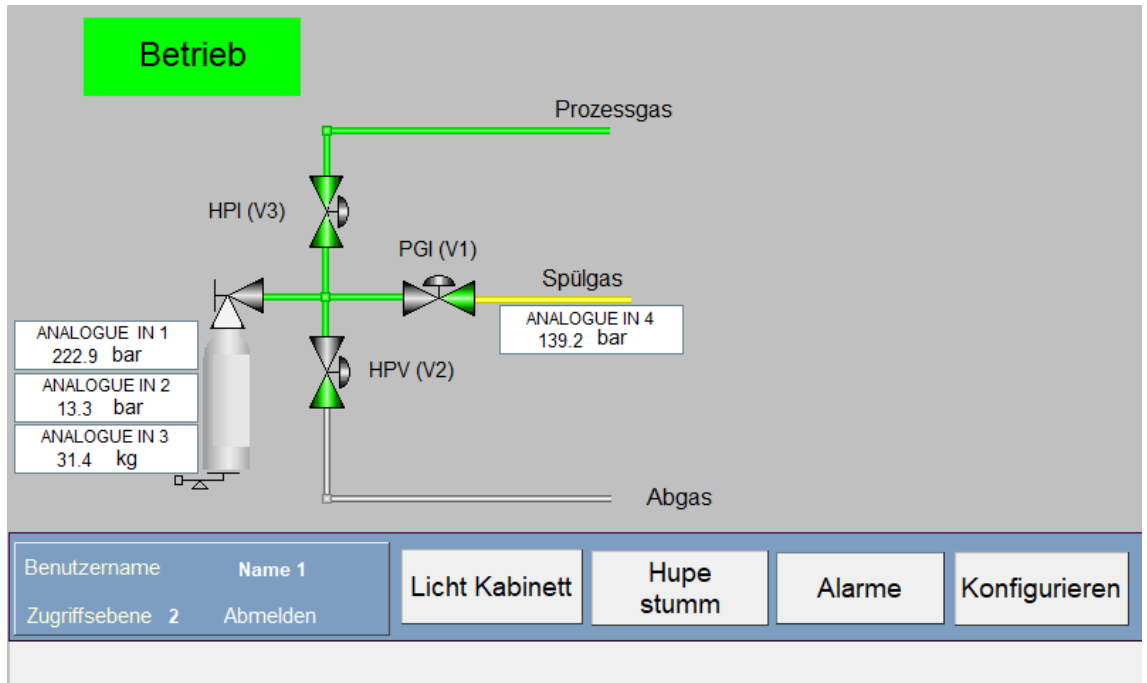 Betrieb
Prozessgas
HPI (V3)
PGI (V1)
Spülgas
ANALOGUE IN 4
139.2 bar
ANALOGUE IN 1
222.9 bar
ANALOGUE IN 2
13.3 bar
ANALOGUE IN 3
31.4 kg
HPV (V2)
Abgas
Benutzername Name 1
Zugriffsebene 2 Abmelden
Licht Kabinett
Hupe
stumm
Alarme
Konfigurieren